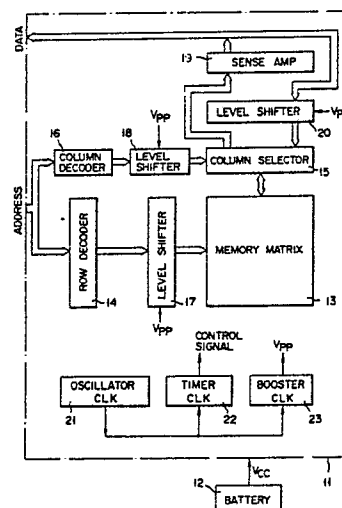 DATA
19
SENSE AMP
LEVEL SHIFTER
20
16
COLUMN
DECODER
Vpp
18
LEVEL
SHIFTER
COLUMN SELECTOR
15
ADDRESS
ROW DECODER
14
LEVEL SHIFTER
17
Vpp
MEMORY MATRIX
13
CONTROL
SIGNAL
Vpp
OSCILLATOR
CLK
21
TIMER
CLK
22
BOOSTER
CLK
23
12
BATTERY
VCC
11